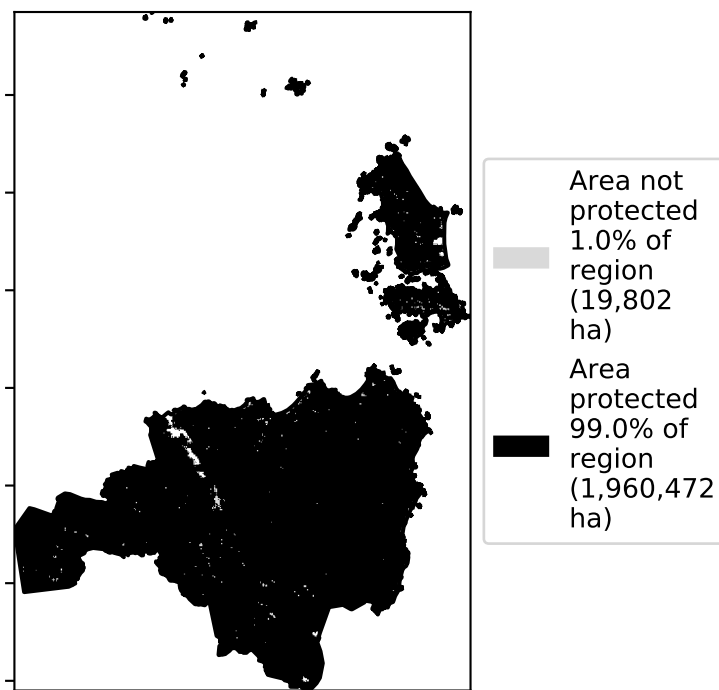 Area not
protected
1.0% of
region
(19,802
ha)
Area
protected
99.0% of
region
(1,960,472
ha)